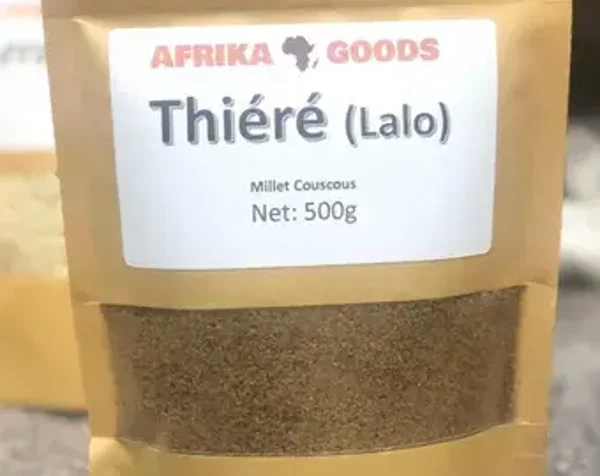 AFRIKA GOODS
Thiéré (Lalo)
Millet Couscous
Net: 500g